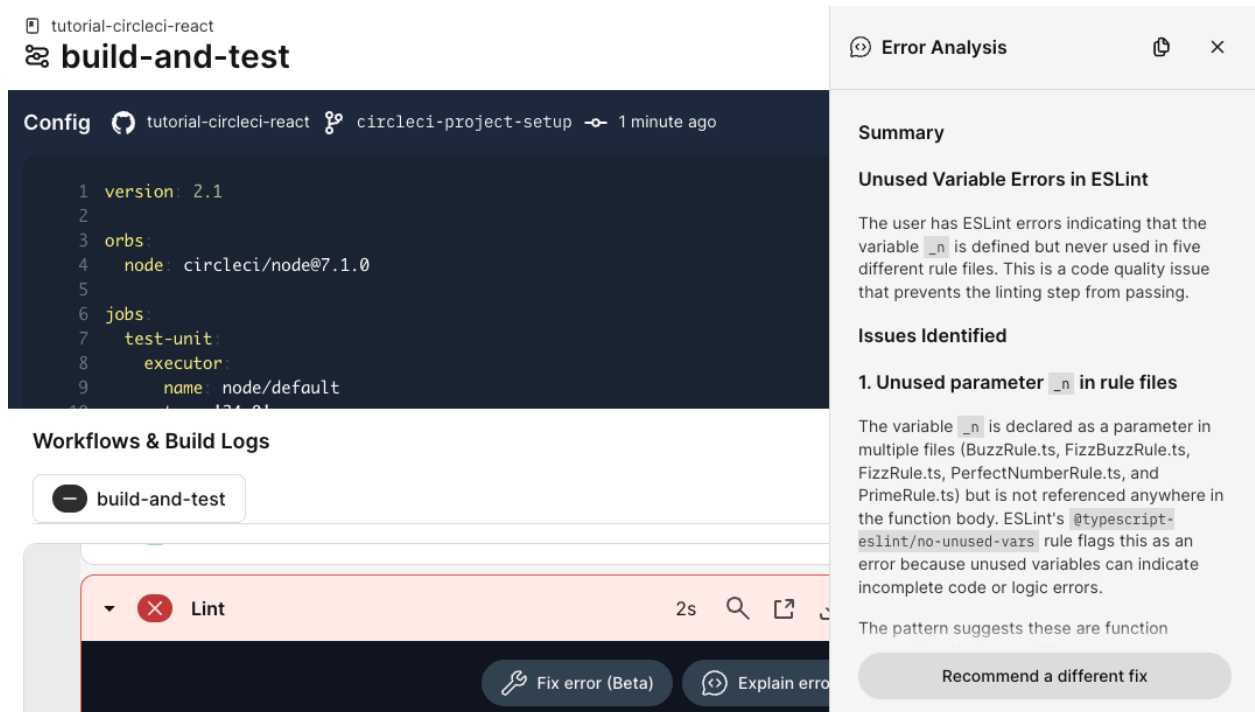 tutorial-circleci-react
build-and-test
Config tutorial-circleci-react circleci-project-setup 1 minute ago
1 version: 2.1
2
3 orbs:
4 node: circleci/node@7.1.0
5
6 jobs:
7 test-unit:
8 executor:
9 name: node/default
Workflows & Build Logs
build-and-test
Lint 2s
Fix error (Beta) Explain erro
Error Analysis
Summary
Unused Variable Errors in ESLint
The user has ESLint errors indicating that the
variable _n is defined but never used in five
different rule files. This is a code quality issue
that prevents the linting step from passing.
Issues Identified
1. Unused parameter _n in rule files
The variable _n is declared as a parameter in
multiple files (BuzzRule.ts, FizzBuzzRule.ts,
FizzRule.ts, PerfectNumberRule.ts, and
PrimeRule.ts) but is not referenced anywhere in
the function body. ESLint's @typescript-
eslint/no-unused-vars rule flags this as an
error because unused variables can indicate
incomplete code or logic errors.
The pattern suggests these are function
Recommend a different fix